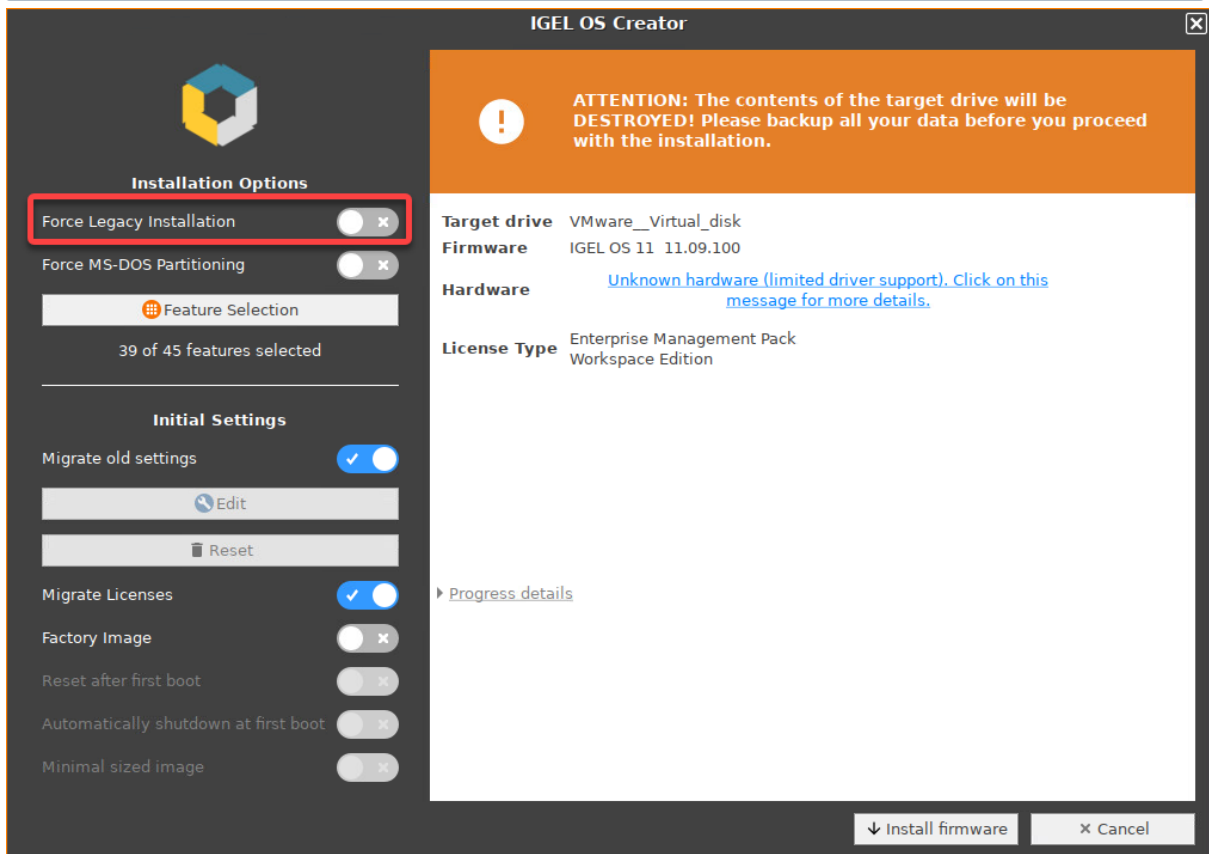 IGEL OS Creator
Installation Options
Force Legacy Installation
Force MS-DOS Partitioning
Feature Selection
39 of 45 features selected
Initial Settings
Migrate old settings
Edit
Reset
Migrate Licenses
Factory Image
Reset after first boot
Automatically shutdown at first boot
Minimal sized image
ATTENTION: The contents of the target drive will be
DESTROYED! Please backup all your data before you proceed
with the installation.
Target drive VMware__Virtual_disk
Firmware IGEL OS 11 11.09.100
Hardware Unknown hardware (limited driver support). Click on this
message for more details.
License Type Enterprise Management Pack
Workspace Edition
Progress details
Install firmware
Cancel